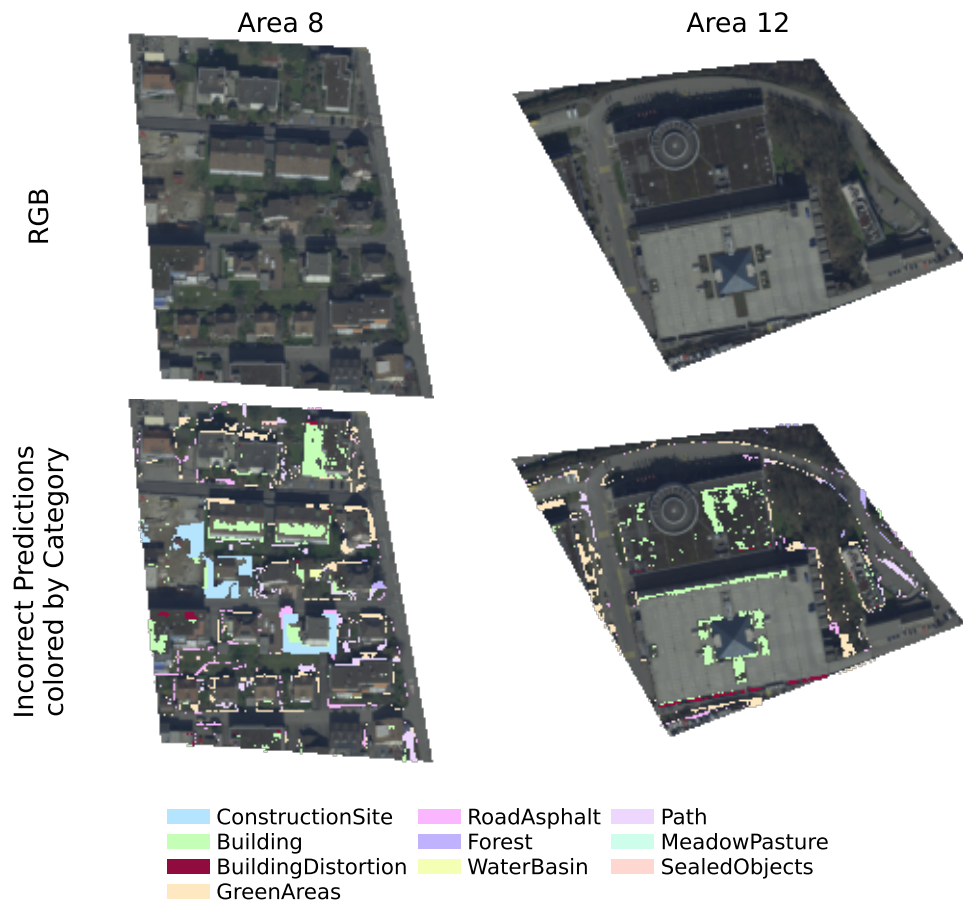 Area 8
Area 12
RGB
Incorrect Predictions
colored by Category
ConstructionSite
Building
BuildingDistortion
GreenAreas
RoadAsphalt
Forest
WaterBasin
Path
MeadowPasture
SealedObjects